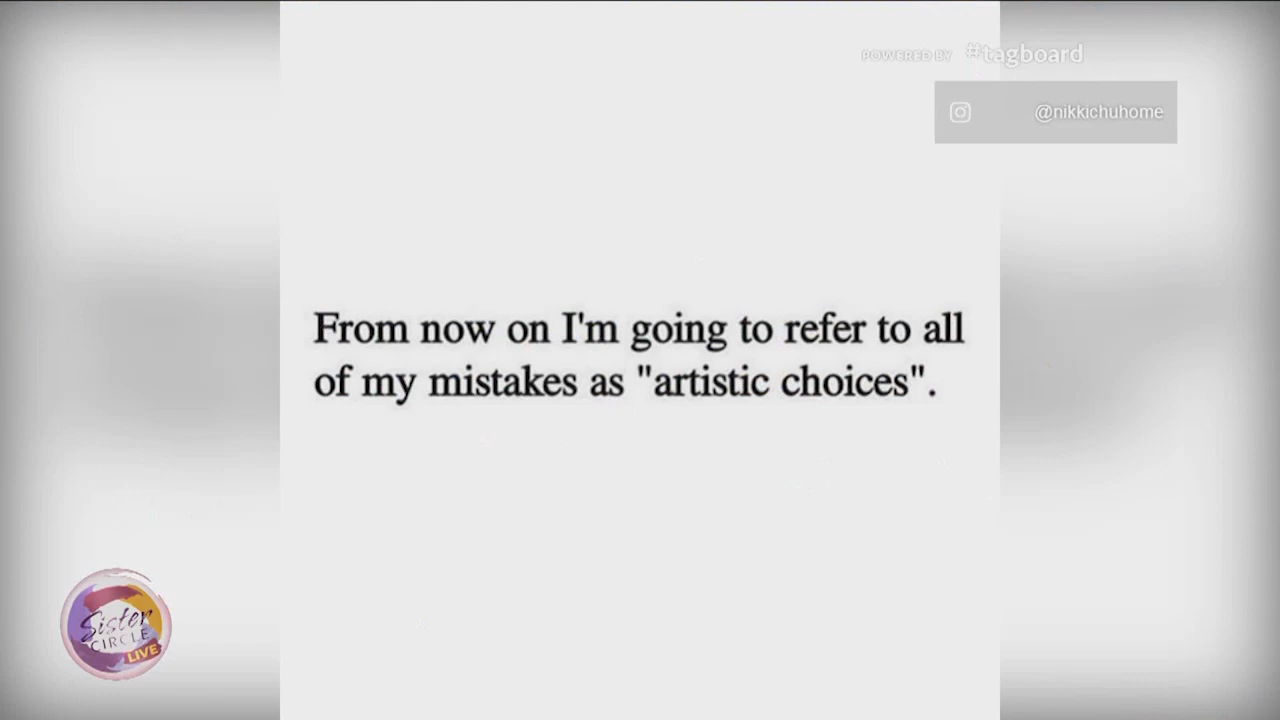 POWERED BY #tagboard
@nikkichuhome
From now on I'm going to refer to all
of my mistakes as "artistic choices".
Sister
CIRCLE
LIVE